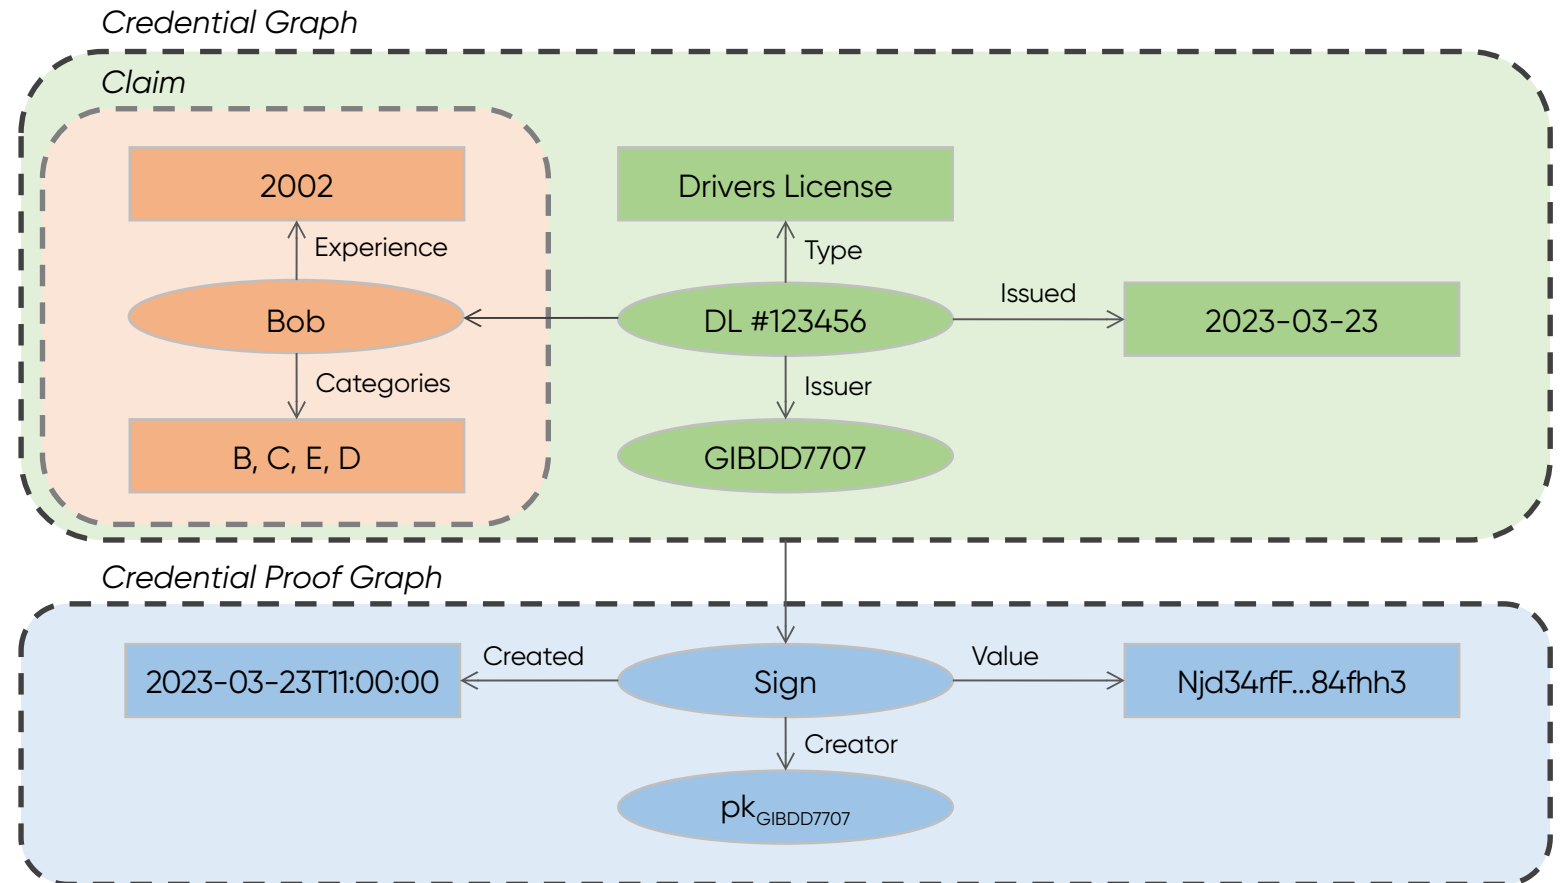 Credential Graph
Claim
2002
Drivers License
Experience
Type
Bob
DL #123456
Issued
2023-03-23
Categories
Issuer
B, C, E, D
GIBDD7707
Credential Proof Graph
2023-03-23T11:00:00
Created
Sign
Value
Njd34rfF...84fhh3
Creator
pkGIBDD7707